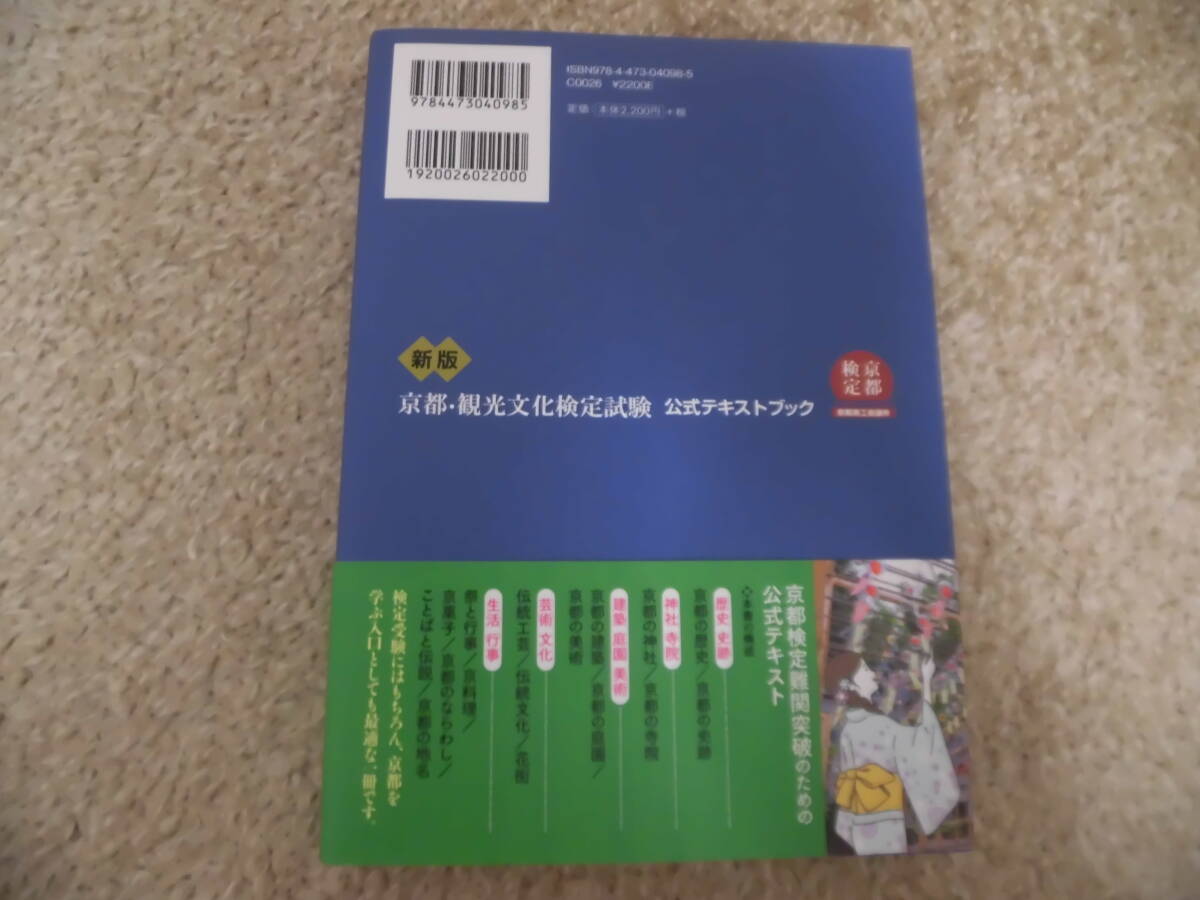 9784473040985
1920026022000
ISBN978-4-473-04098-5
C0026 ¥2200E
定価 本体2,200円 +税
新版
京都・観光文化検定試験 公式テキストブック
京都
検定
京都商工会議所
京都検定難関突破のための
公式テキスト
本書の構成
歴史 史跡
京都の歴史/京都の史跡
神社 寺院
京都の神社/京都の寺院
建築 庭園 美術
京都の建築/京都の庭園/
京都の美術
芸術 文化
伝統工芸/伝統文化/花街
生活 行事
祭と行事/京料理/
京菓子/京都のならわし/
ことばと伝説/京都の地名
検定受験にはもちろん、京都を
学ぶ入口としても最適な一冊です。